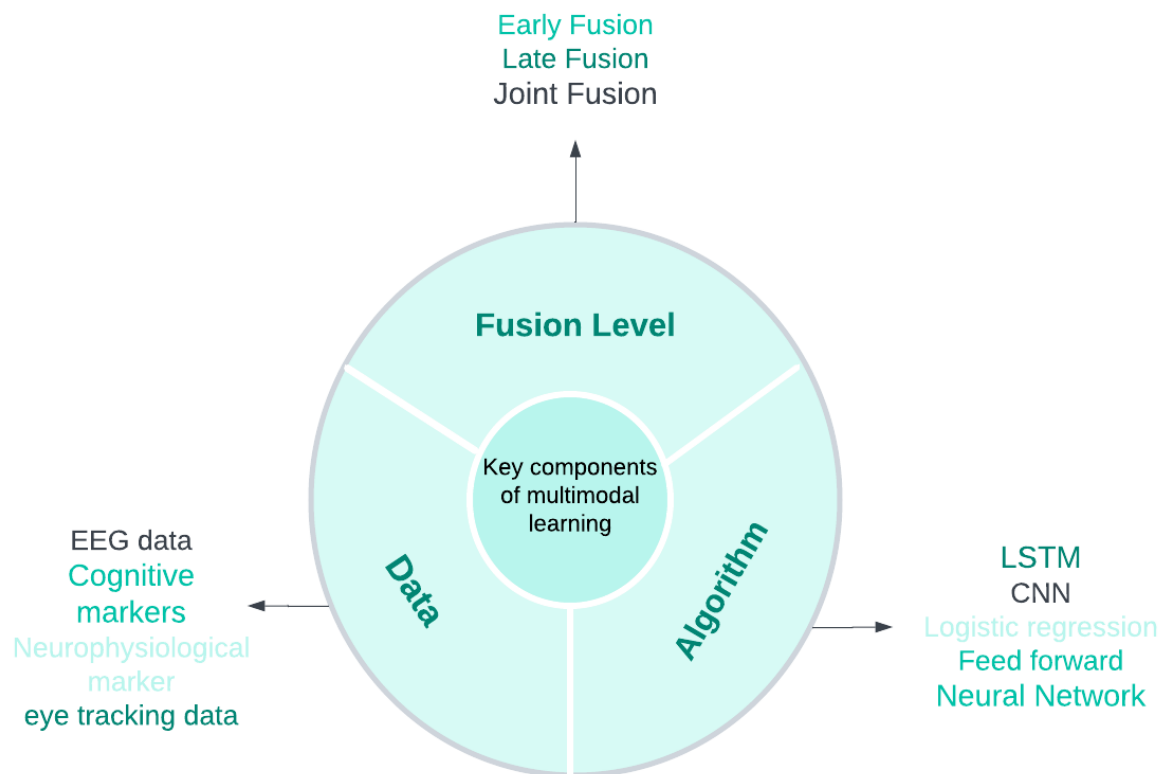 Early Fusion
Late Fusion
Joint Fusion
Fusion Level
Key components
of multimodal
learning
Data
Algorithm
EEG data
Cognitive
markers
Neurophysiological
marker
eye tracking data
LSTM
CNN
Logistic regression
Feed forward
Neural Network